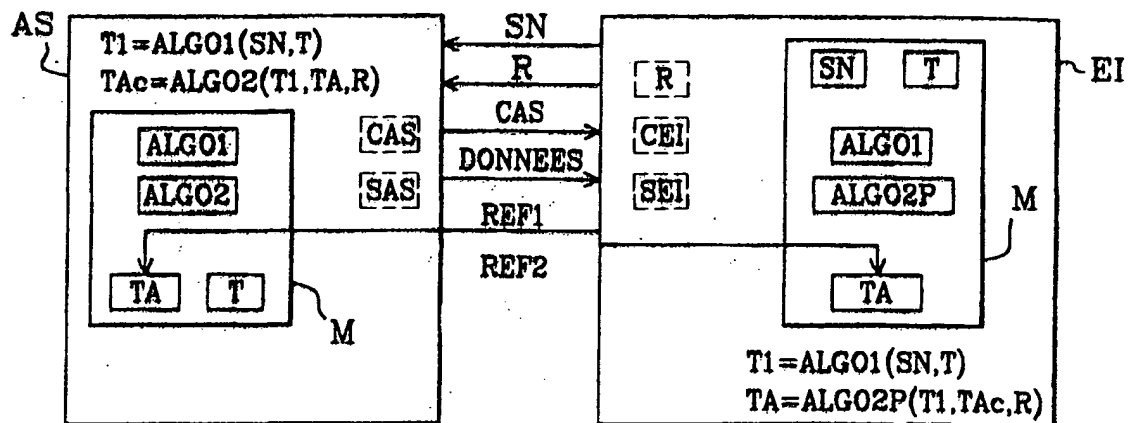 AS
T1=ALGO1(SN,T)
TAc=ALGO2(T1,TA,R)
ALGO1
ALGO2
CAS
SAS
TA
T
M
SN
R
CAS
DONNEES
REF1
REF2
EI
SN
T
R
CEI
SEI
ALGO1
ALGO2P
M
TA
T1=ALGO1(SN,T)
TA=ALGO2P(T1,TAc,R)